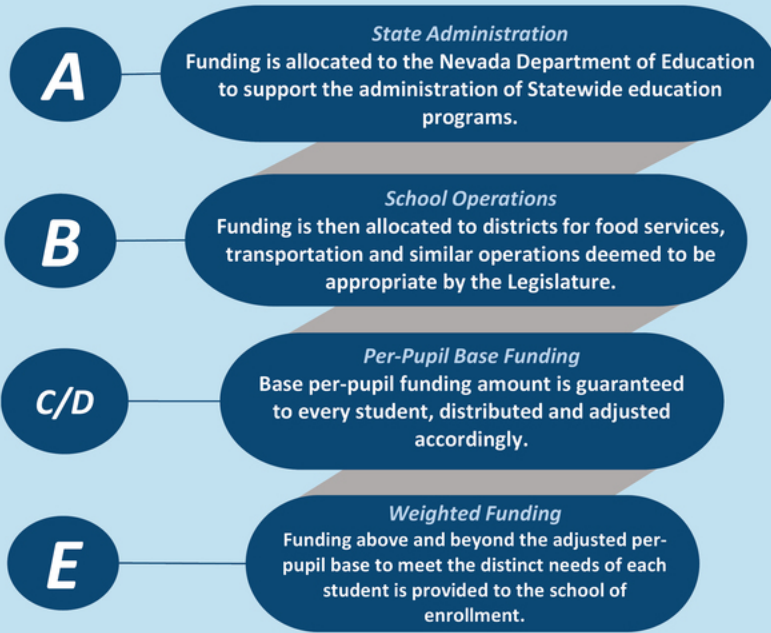 A
State Administration
Funding is allocated to the Nevada Department of Education
to support the administration of Statewide education
programs.
B
School Operations
Funding is then allocated to districts for food services,
transportation and similar operations deemed to be
appropriate by the Legislature.
C/D
Per-Pupil Base Funding
Base per-pupil funding amount is guaranteed
to every student, distributed and adjusted
accordingly.
E
Weighted Funding
Funding above and beyond the adjusted per-
pupil base to meet the distinct needs of each
student is provided to the school of
enrollment.